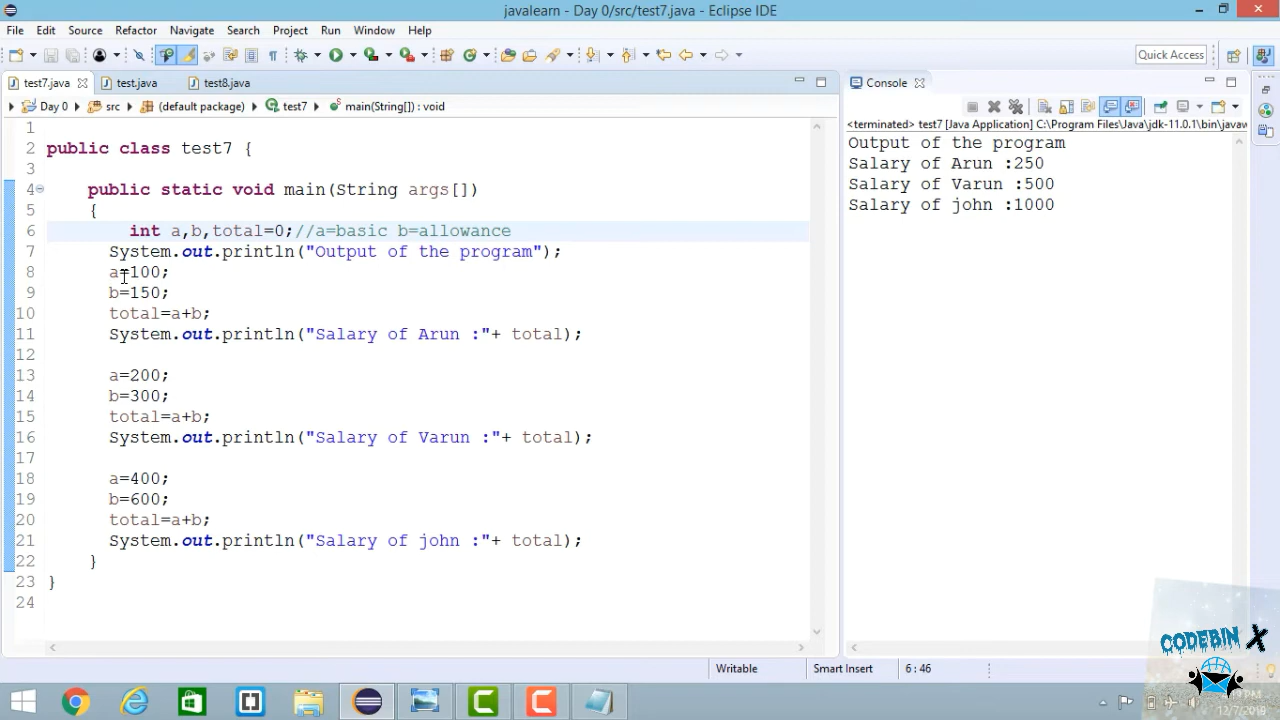 javalearn - Day 0/src/test7.java - Eclipse IDE
File Edit Source Refactor Navigate Search Project Run Window Help
Quick Access
test7.java test.java test8.java
Console
Day 0 src (default package) test7 main(String[]) : void
<terminated> test7 [Java Application] C:\Program Files\Java\jdk-11.0.1\bin\javaw
1
2 public class test7 {
3
4 public static void main(String args[])
5 {
6 int a,b,total=0;//a=basic b=allowance
7 System.out.println("Output of the program");
8 a=100;
9 b=150;
10 total=a+b;
11 System.out.println("Salary of Arun :"+ total);
12
13 a=200;
14 b=300;
15 total=a+b;
16 System.out.println("Salary of Varun :"+ total);
17
18 a=400;
19 b=600;
20 total=a+b;
21 System.out.println("Salary of john :"+ total);
22 }
23 }
24
Output of the program
Salary of Arun :250
Salary of Varun :500
Salary of john :1000
Writable Smart Insert 6 : 46
CODEBIN X
12/7/2018